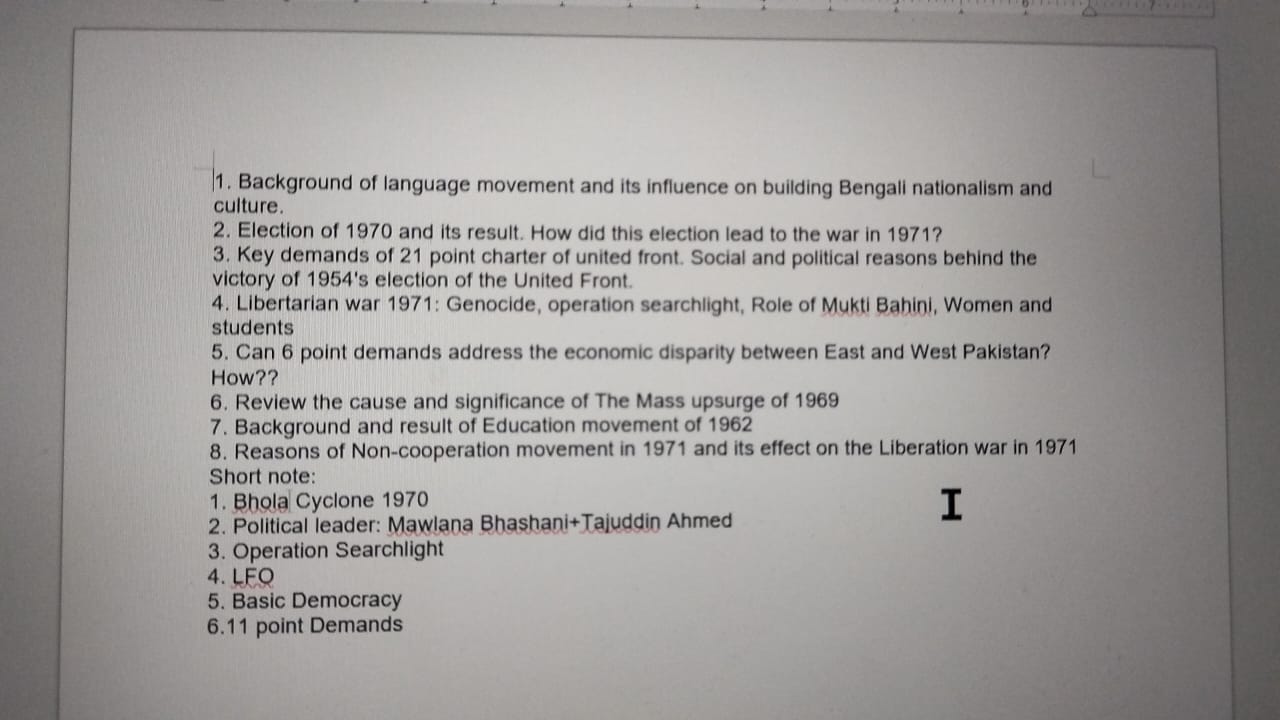 1. Background of language movement and its influence on building Bengali nationalism and
culture.
2. Election of 1970 and its result. How did this election lead to the war in 1971?
3. Key demands of 21 point charter of united front. Social and political reasons behind the
victory of 1954's election of the United Front.
4. Libertarian war 1971: Genocide, operation searchlight, Role of Mukti Bahini, Women and
students
5. Can 6 point demands address the economic disparity between East and West Pakistan?
How??
6. Review the cause and significance of The Mass upsurge of 1969
7. Background and result of Education movement of 1962
8. Reasons of Non-cooperation movement in 1971 and its effect on the Liberation war in 1971
Short note:
1. Bhola Cyclone 1970
2. Political leader: Mawlana Bhashani+Tajuddin Ahmed
3. Operation Searchlight
4. LFO
5. Basic Democracy
6.11 point Demands